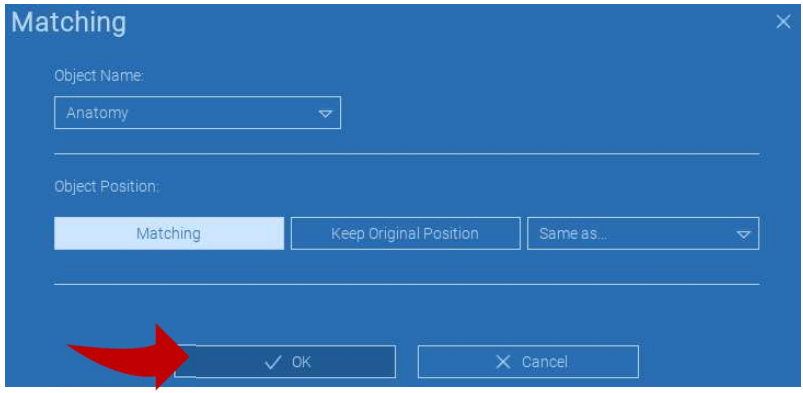 Matching
Object Name:
Anatomy
Object Position:
Matching Keep Original Position Same as...
OK Cancel